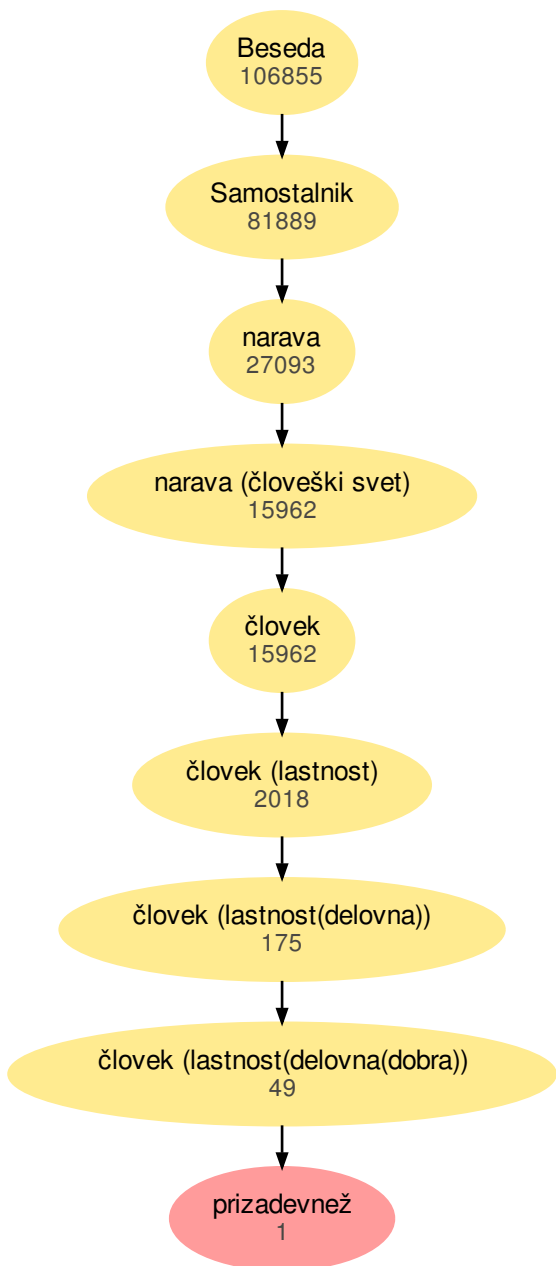 Beseda
106855
Samostalnik
81889
narava
27093
narava (človeški svet)
15962
človek
15962
človek (lastnost)
2018
človek (lastnost(delovna))
175
človek (lastnost(delovna(dobra))
49
prizadevnež
1